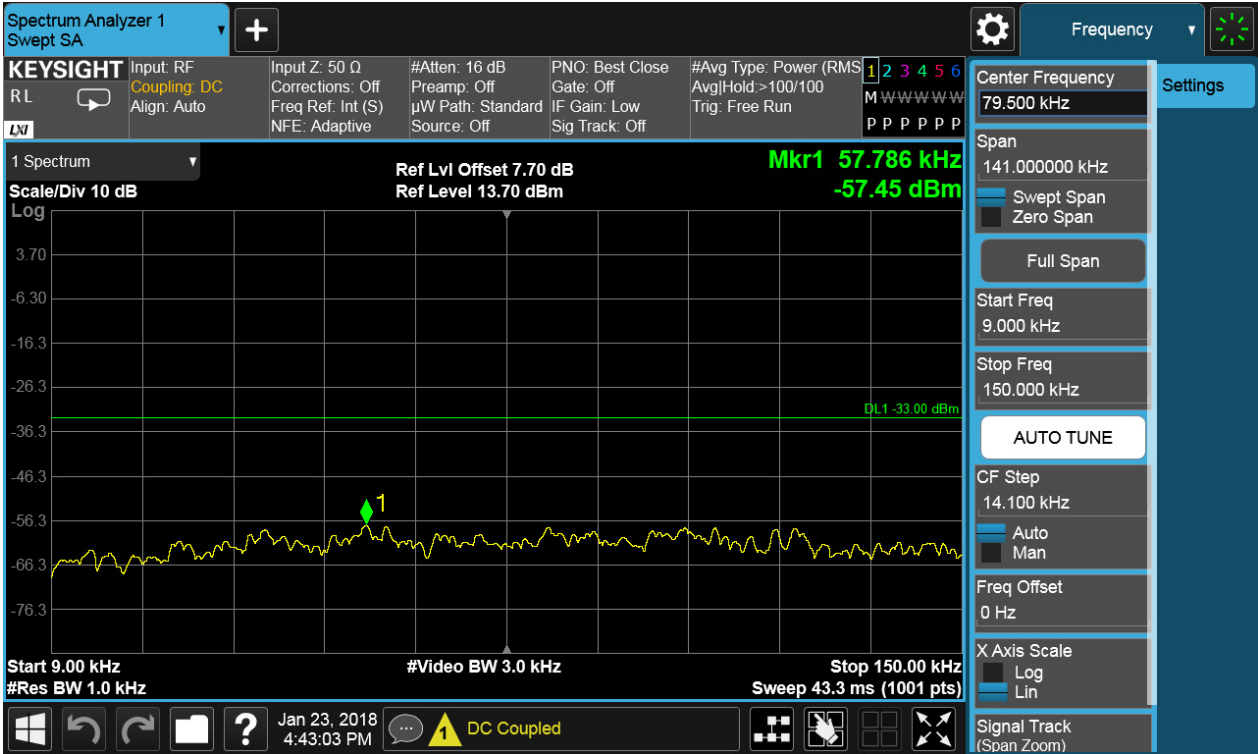 Spectrum Analyzer 1
Swept SA
+
Frequency
KEYSIGHT
R L
LXI
Input: RF
Coupling: DC
Align: Auto
Input Z: 50 Ω
Corrections: Off
Freq Ref: Int (S)
NFE: Adaptive
#Atten: 16 dB
Preamp: Off
µW Path: Standard
Source: Off
PNO: Best Close
Gate: Off
IF Gain: Low
Sig Track: Off
#Avg Type: Power (RMS
Avg|Hold:>100/100
Trig: Free Run
1 2 3 4 5 6
M W W W W W
P P P P P P
1 Spectrum
Scale/Div 10 dB
Log
Ref Lvl Offset 7.70 dB
Ref Level 13.70 dBm
Mkr1 57.786 kHz
-57.45 dBm
3.70
-6.30
-16.3
-26.3
DL1 -33.00 dBm
-36.3
-46.3
1
-56.3
-66.3
-76.3
Start 9.00 kHz
#Res BW 1.0 kHz
#Video BW 3.0 kHz
Stop 150.00 kHz
Sweep 43.3 ms (1001 pts)
Center Frequency
79.500 kHz
Span
141.000000 kHz
Swept Span
Zero Span
Full Span
Start Freq
9.000 kHz
Stop Freq
150.000 kHz
AUTO TUNE
CF Step
14.100 kHz
Auto
Man
Freq Offset
0 Hz
X Axis Scale
Log
Lin
Signal Track
(Span Zoom)
Settings
?
Jan 23, 2018
4:43:03 PM
1
DC Coupled